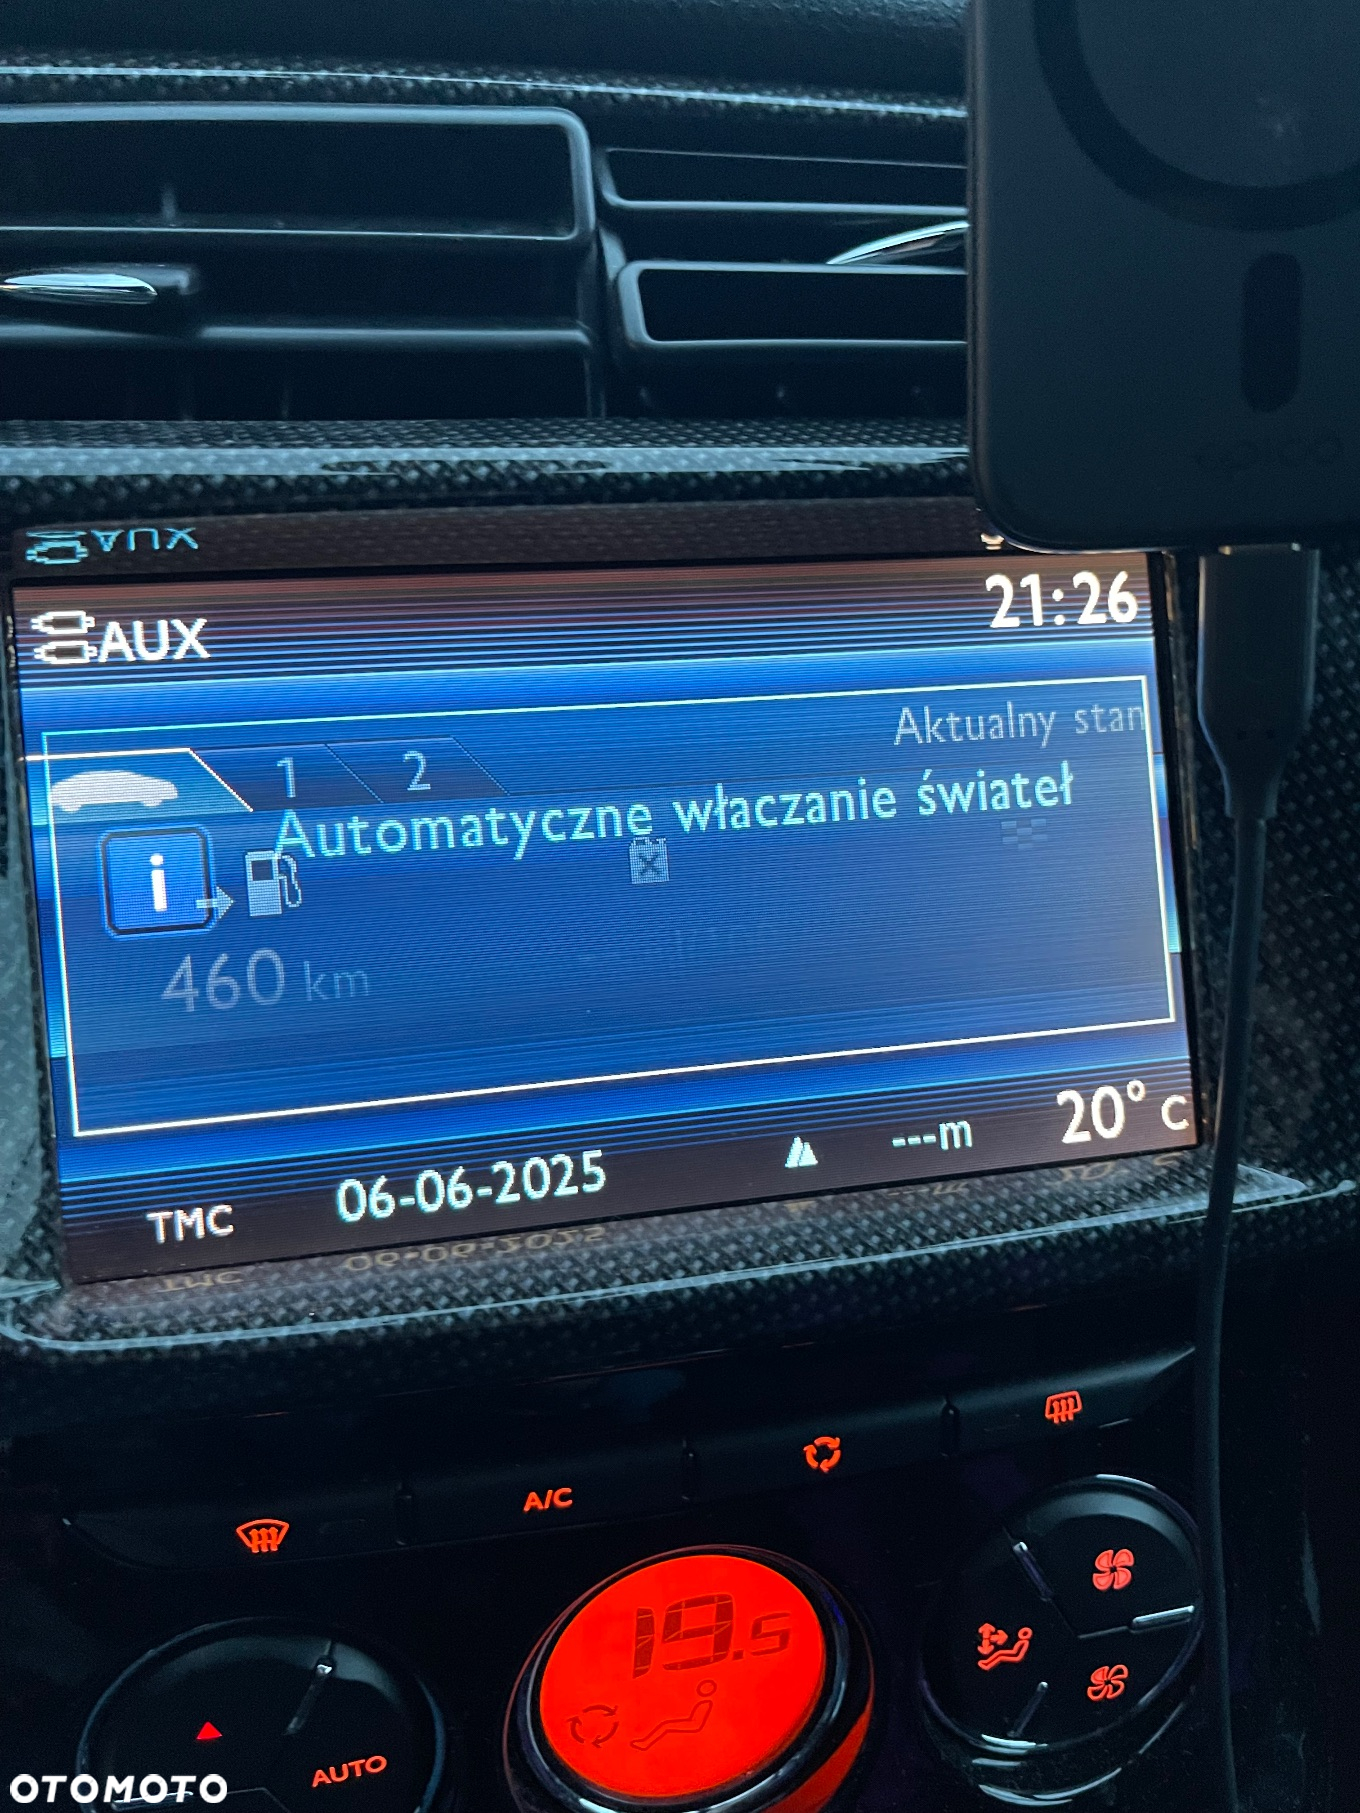 AUX
21:26
Aktualny stan
1
2
Automatyczne włączanie świateł
i
460 km
TMC
06-06-2025
---m
20° C
A/C
19.5
AUTO
OTOMOTO